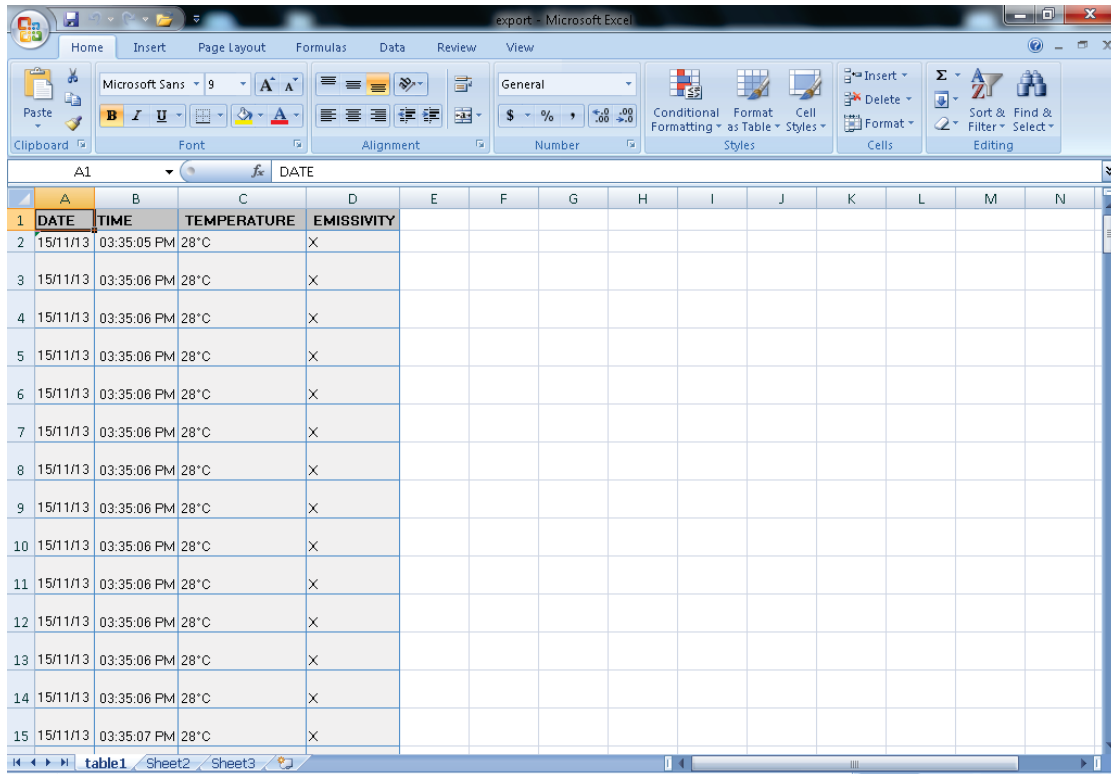 export - Microsoft Excel
Home Insert Page Layout Formulas Data Review View
Microsoft Sans 9 A A General Insert Σ
Paste B I U A $ % , .0 .00 .00 .0 Conditional Formatting Format as Table Cell Styles Delete Format Sort & Filter Find & Select
Clipboard Font Alignment Number Styles Cells Editing
A1 fx DATE
A B C D E F G H I J K L M N
1 DATE TIME TEMPERATURE EMISSIVITY
2 15/11/13 03:35:05 PM 28°C X
3 15/11/13 03:35:06 PM 28°C X
4 15/11/13 03:35:06 PM 28°C X
5 15/11/13 03:35:06 PM 28°C X
6 15/11/13 03:35:06 PM 28°C X
7 15/11/13 03:35:06 PM 28°C X
8 15/11/13 03:35:06 PM 28°C X
9 15/11/13 03:35:06 PM 28°C X
10 15/11/13 03:35:06 PM 28°C X
11 15/11/13 03:35:06 PM 28°C X
12 15/11/13 03:35:06 PM 28°C X
13 15/11/13 03:35:06 PM 28°C X
14 15/11/13 03:35:06 PM 28°C X
15 15/11/13 03:35:07 PM 28°C X
table1 Sheet2 Sheet3